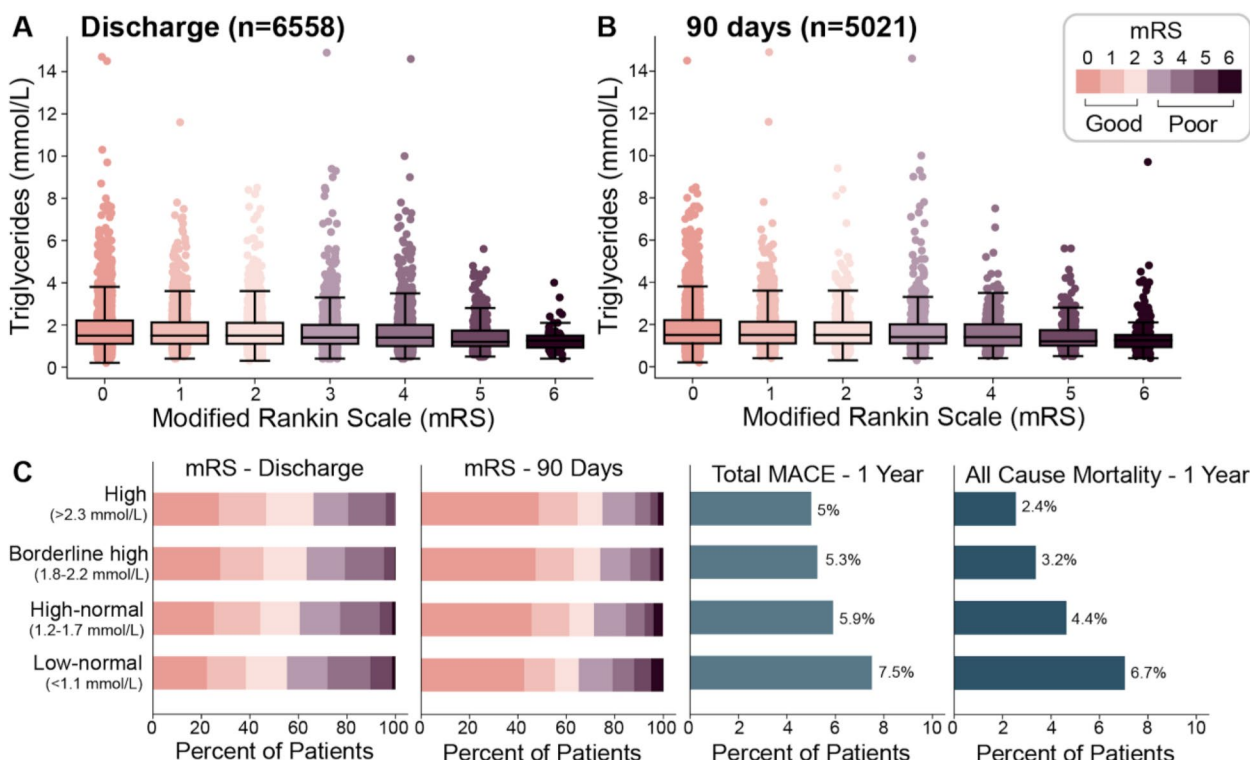 A Discharge (n=6558)
Triglycerides (mmol/L)
14
12
10
8
6
4
2
0
0 1 2 3 4 5 6
Modified Rankin Scale (mRS)
B 90 days (n=5021)
Triglycerides (mmol/L)
14
12
10
8
6
4
2
0
0 1 2 3 4 5 6
Modified Rankin Scale (mRS)
mRS
0 1 2 3 4 5 6
Good Poor
C
mRS - Discharge
mRS - 90 Days
Total MACE - 1 Year
All Cause Mortality - 1 Year
High
(>2.3 mmol/L)
5%
2.4%
Borderline high
(1.8-2.2 mmol/L)
5.3%
3.2%
High-normal
(1.2-1.7 mmol/L)
5.9%
4.4%
Low-normal
(<1.1 mmol/L)
7.5%
6.7%
0 20 40 60 80 100
Percent of Patients
0 20 40 60 80 100
Percent of Patients
0 2 4 6 8 10
Percent of Patients
0 2 4 6 8 10
Percent of Patients